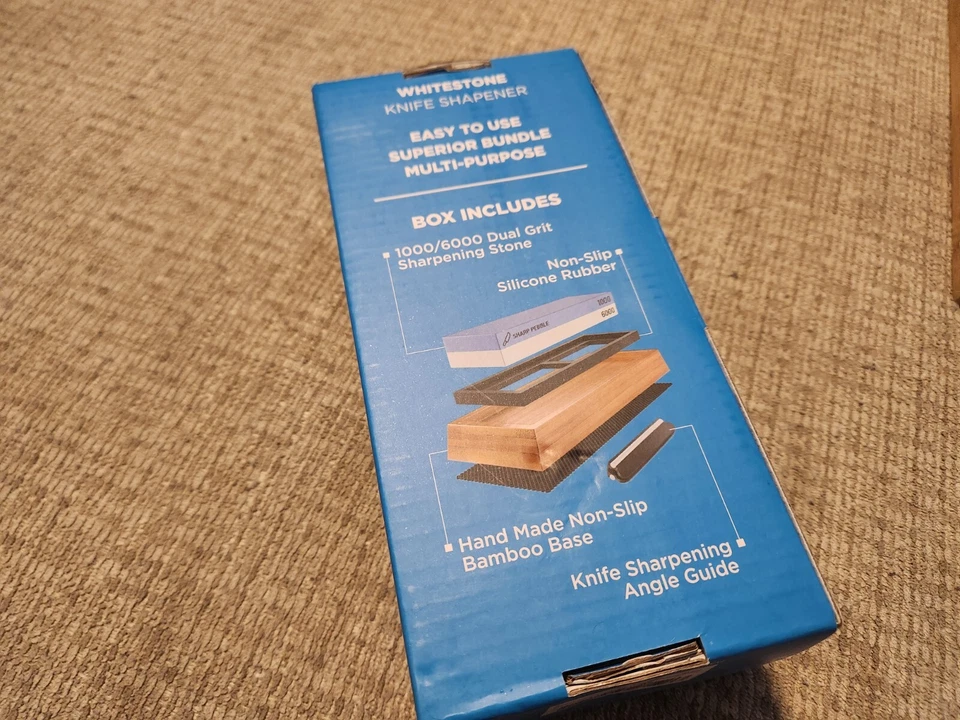 WHITESTONE
KNIFE SHAPENER
EASY TO USE
SUPERIOR BUNDLE
MULTI-PURPOSE
BOX INCLUDES
1000/6000 Dual Grit
Sharpening Stone
Non-Slip
Silicone Rubber
1000
6000
SHARP PEBBLE
Hand Made Non-Slip
Bamboo Base
Knife Sharpening
Angle Guide